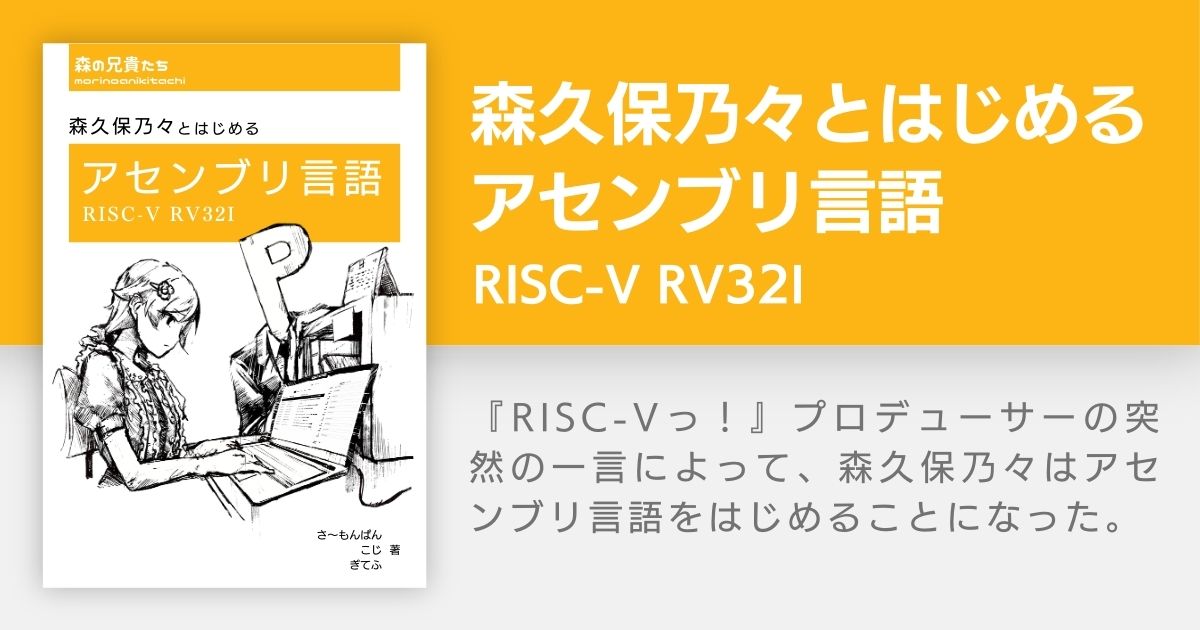 森の兄貴たち
morinoanikitachi
森久保乃々とはじめる
アセンブリ言語
RISC-V RV32I
P
さ～もんぱん
こじ 著
ぎてふ
森久保乃々とはじめる
アセンブリ言語
RISC-V RV32I
『RISC-Vっ！』プロデューサーの突
然の一言によって、森久保乃々はアセ
ンブリ言語をはじめることになった。